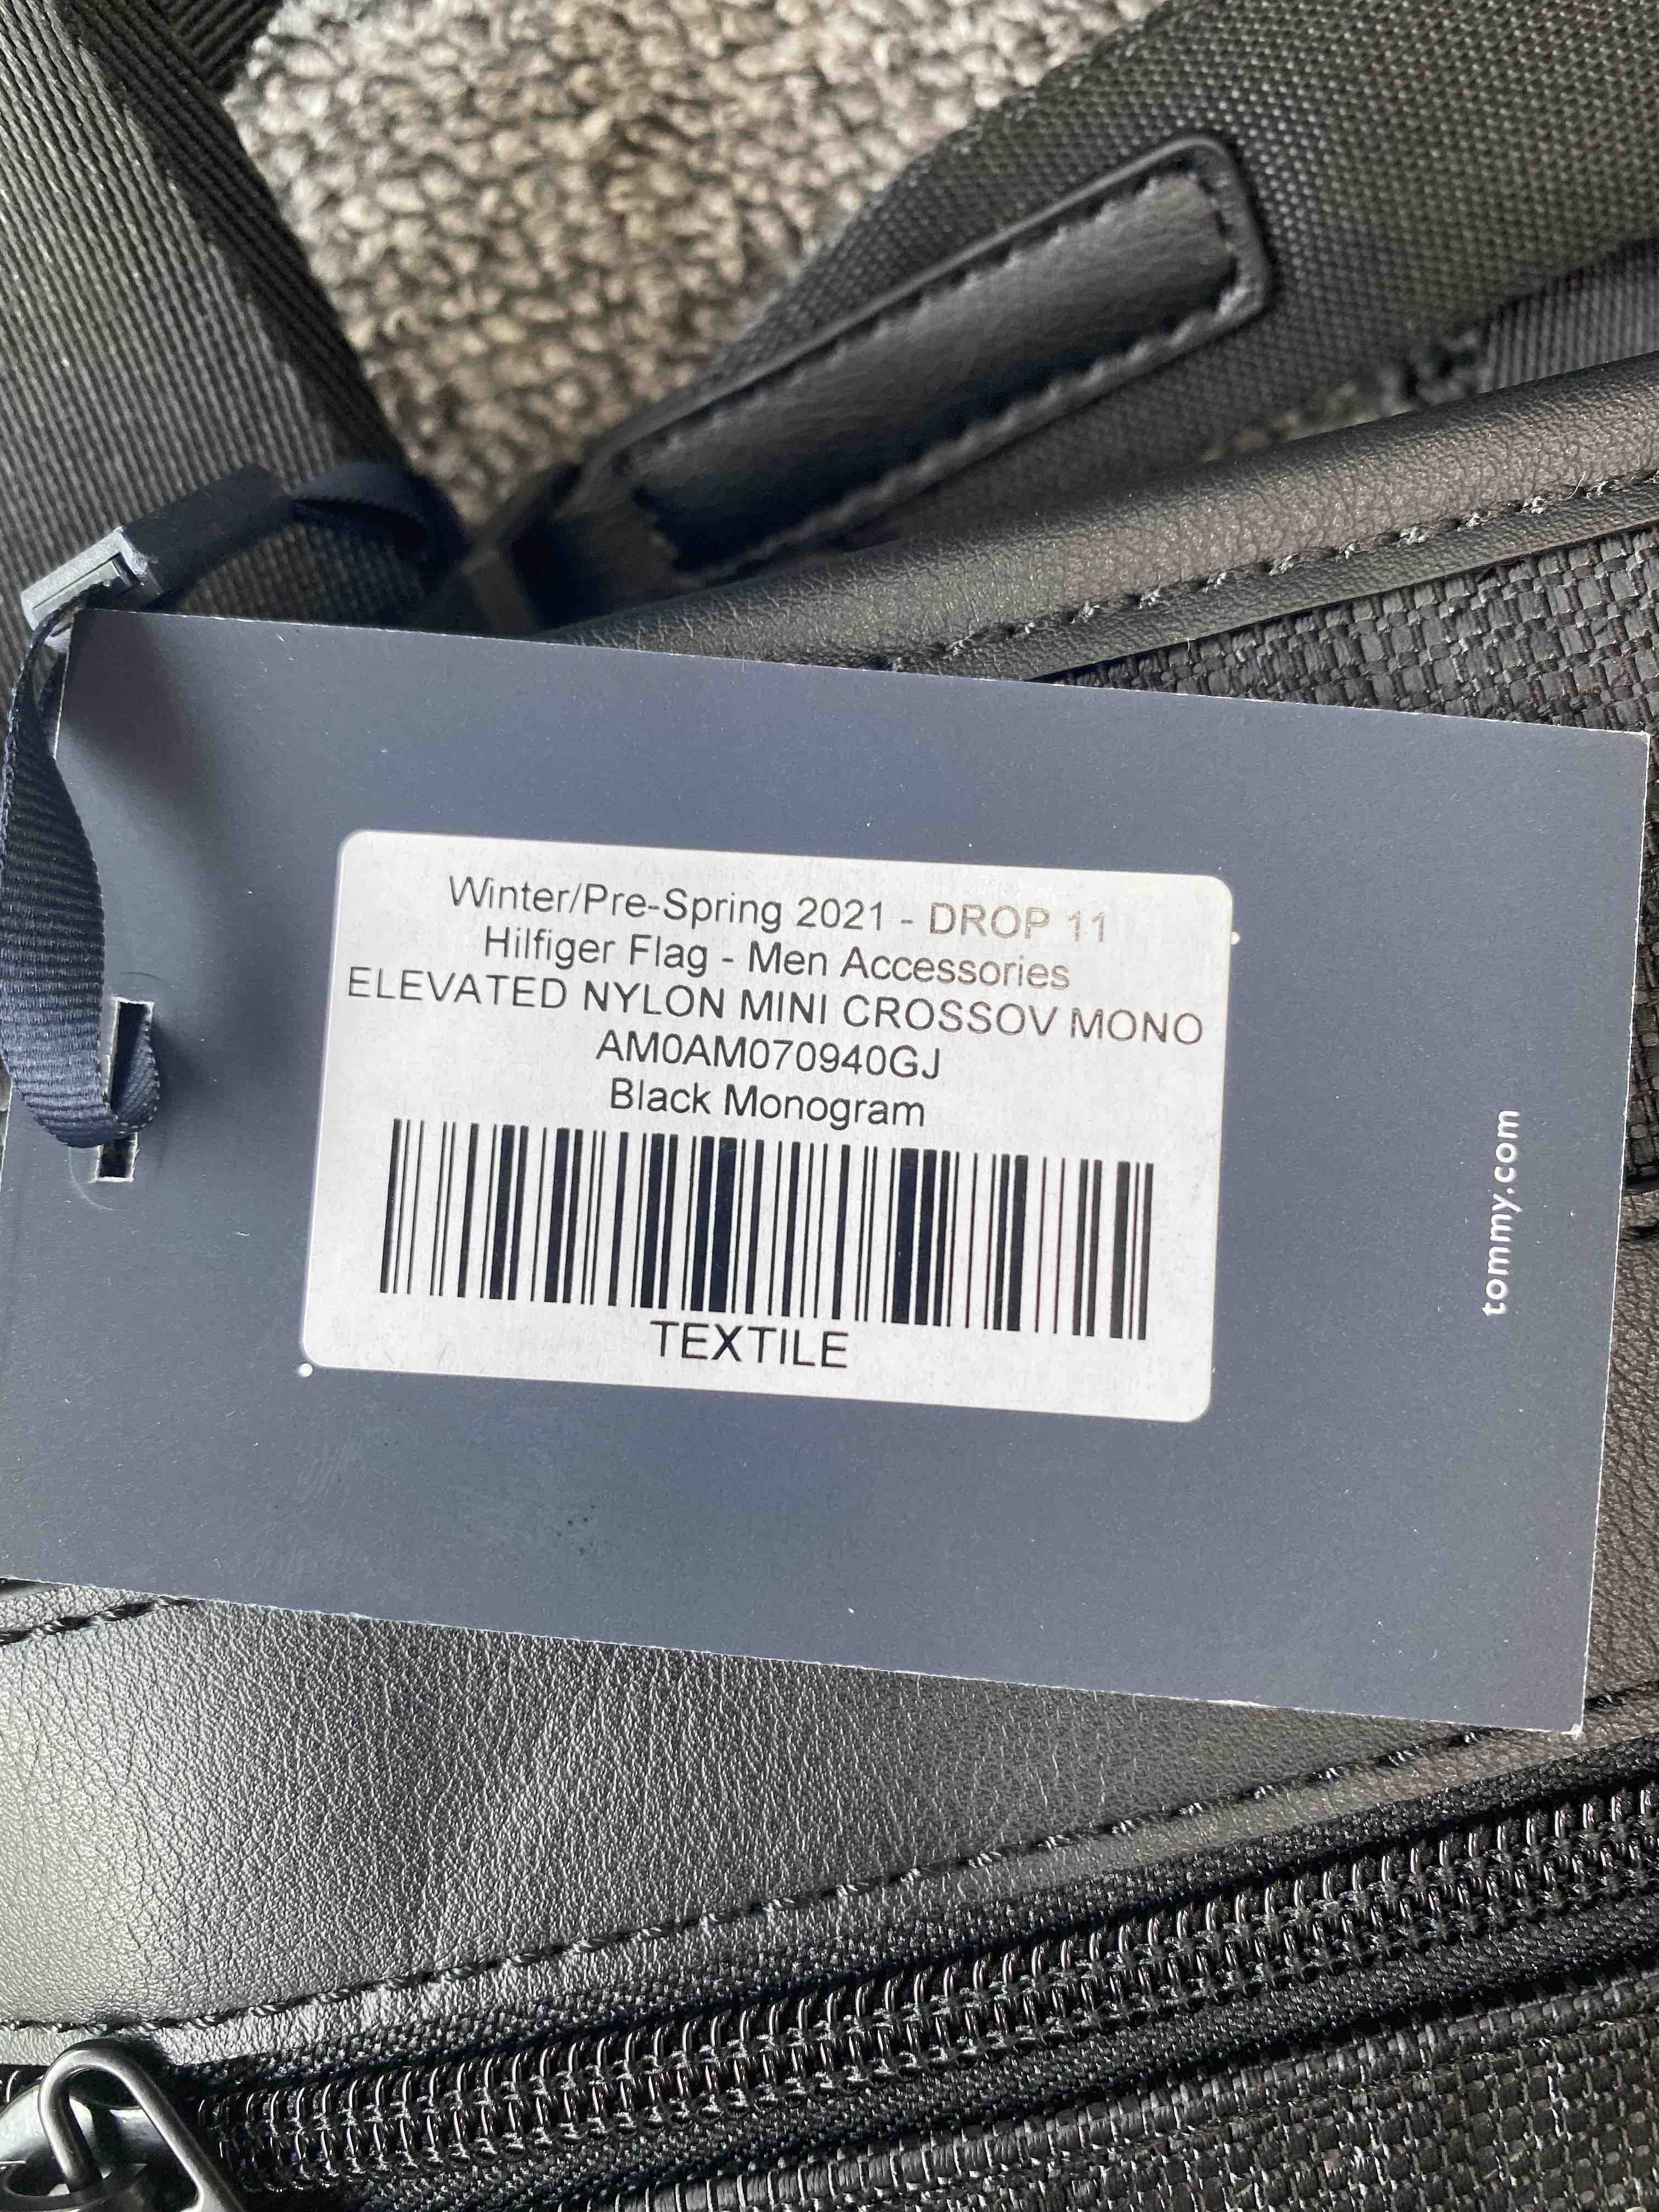 Winter/Pre-Spring 2021 - DROP 11
Hilfiger Flag - Men Accessories
ELEVATED NYLON MINI CROSSOV MONO
AM0AM070940GJ
Black Monogram
TEXTILE
tommy.com